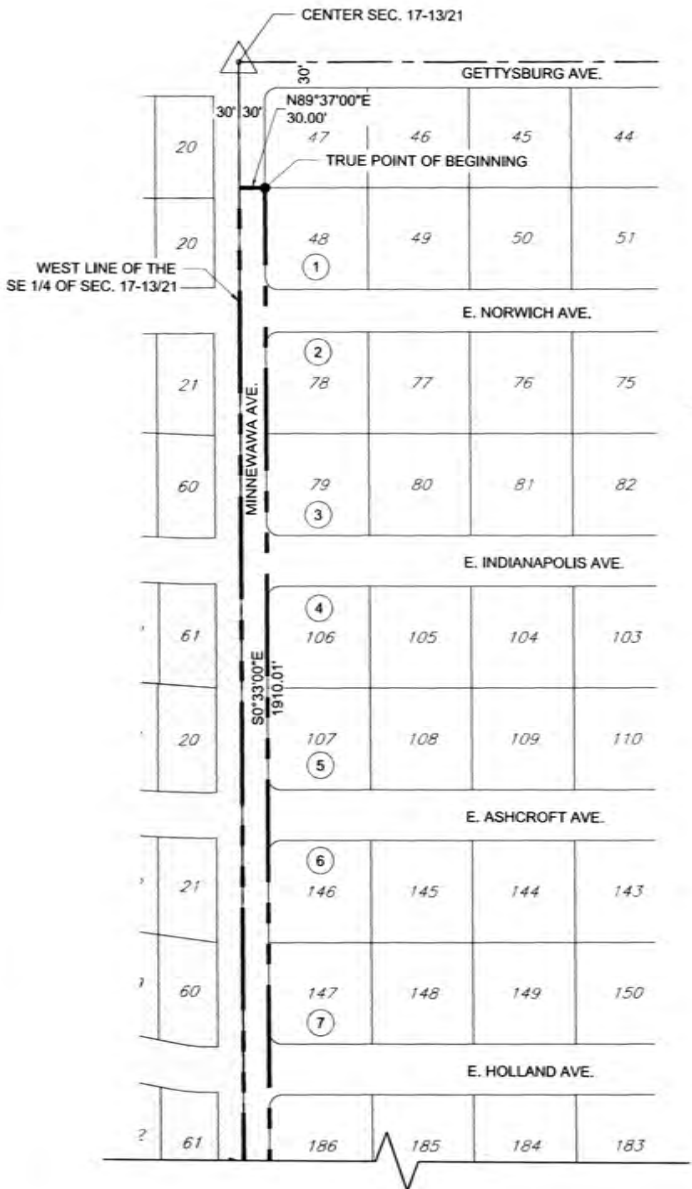 CENTER SEC. 17-13/21
GETTYSBURG AVE.
30'
30' 30'
N89°37'00"E
30.00'
20 47 46 45 44
TRUE POINT OF BEGINNING
20 48 49 50 51
1
WEST LINE OF THE
SE 1/4 OF SEC. 17-13/21
E. NORWICH AVE.
2
21 78 77 76 75
MINNEWAWA AVE.
60 79 80 81 82
3
E. INDIANAPOLIS AVE.
4
61 106 105 104 103
S0°33'00"E
1910.01'
20 107 108 109 110
5
E. ASHCROFT AVE.
6
21 146 145 144 143
60 147 148 149 150
7
E. HOLLAND AVE.
2 61 186 185 184 183